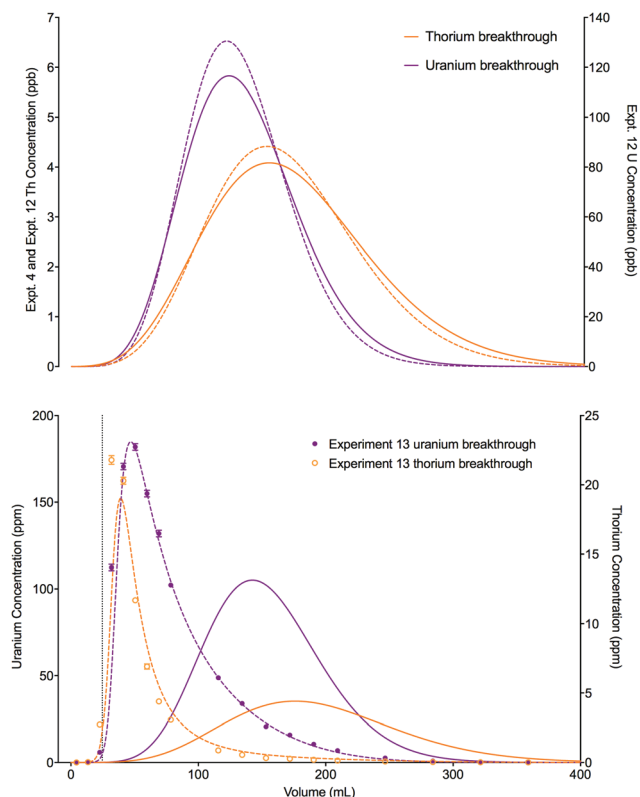 Expt. 4 and Expt. 12 Th Concentration (ppb)
7
6
5
4
3
2
1
0
Thorium breakthrough
Uranium breakthrough
140
120
100
80
60
40
20
0
Expt. 12 U Concentration (ppb)
Uranium Concentration (ppm)
200
150
100
50
0
Experiment 13 uranium breakthrough
Experiment 13 thorium breakthrough
25
20
15
10
5
0
Thorium Concentration (ppm)
0 100 200 300 400
Volume (mL)